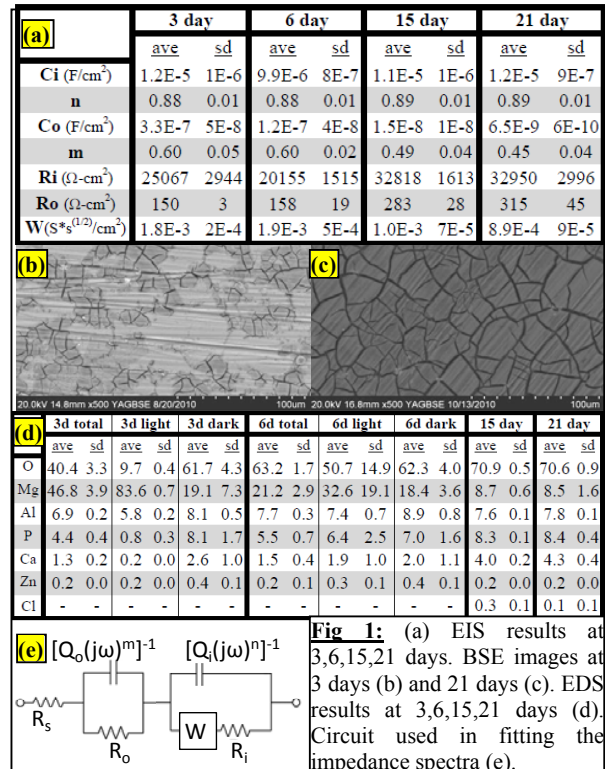 (a) 3 day 6 day 15 day 21 day
ave sd ave sd ave sd ave sd
Ci (F/cm²) 1.2E-5 1E-6 9.9E-6 8E-7 1.1E-5 1E-6 1.2E-5 9E-7
n 0.88 0.01 0.88 0.01 0.89 0.01 0.89 0.01
Co (F/cm²) 3.3E-7 5E-8 1.2E-7 4E-8 1.5E-8 1E-8 6.5E-9 6E-10
m 0.60 0.05 0.60 0.02 0.49 0.04 0.45 0.04
Ri (Ω-cm²) 25067 2944 20155 1515 32818 1613 32950 2996
Ro (Ω-cm²) 150 3 158 19 283 28 315 45
W(S*s^(1/2)/cm²) 1.8E-3 2E-4 1.9E-3 5E-4 1.0E-3 7E-5 8.9E-4 9E-5
(b) (c)
20.0kV 14.8mm x500 YAGBSE 8/20/2010 100um
20.0kV 16.8mm x500 YAGBSE 10/13/2010 100um
(d) 3d total 3d light 3d dark 6d total 6d light 6d dark 15 day 21 day
ave sd ave sd ave sd ave sd ave sd ave sd ave sd ave sd
O 40.4 3.3 9.7 0.4 61.7 4.3 63.2 1.7 50.7 14.9 62.3 4.0 70.9 0.5 70.6 0.9
Mg 46.8 3.9 83.6 0.7 19.1 7.3 21.2 2.9 32.6 19.1 18.4 3.6 8.7 0.6 8.5 1.6
Al 6.9 0.2 5.8 0.2 8.1 0.5 7.7 0.3 7.4 0.7 8.9 0.8 7.6 0.1 7.8 0.1
P 4.4 0.4 0.8 0.3 8.1 1.7 5.5 0.7 6.4 2.5 7.0 1.6 8.3 0.1 8.4 0.4
Ca 1.3 0.2 0.2 0.0 2.6 1.0 1.5 0.4 1.9 1.0 2.0 1.1 4.0 0.2 4.3 0.4
Zn 0.2 0.0 0.2 0.0 0.4 0.1 0.2 0.1 0.3 0.1 0.4 0.1 0.2 0.0 0.2 0.0
Cl - - - - - - - - - - - - 0.3 0.1 0.1 0.1
(e) [Qₒ(jω)ᵐ]⁻¹ [Qᵢ(jω)ⁿ]⁻¹
Rₛ Rₒ W Rᵢ
Fig 1: (a) EIS results at
3,6,15,21 days. BSE images at
3 days (b) and 21 days (c). EDS
results at 3,6,15,21 days (d).
Circuit used in fitting the
impedance spectra (e).